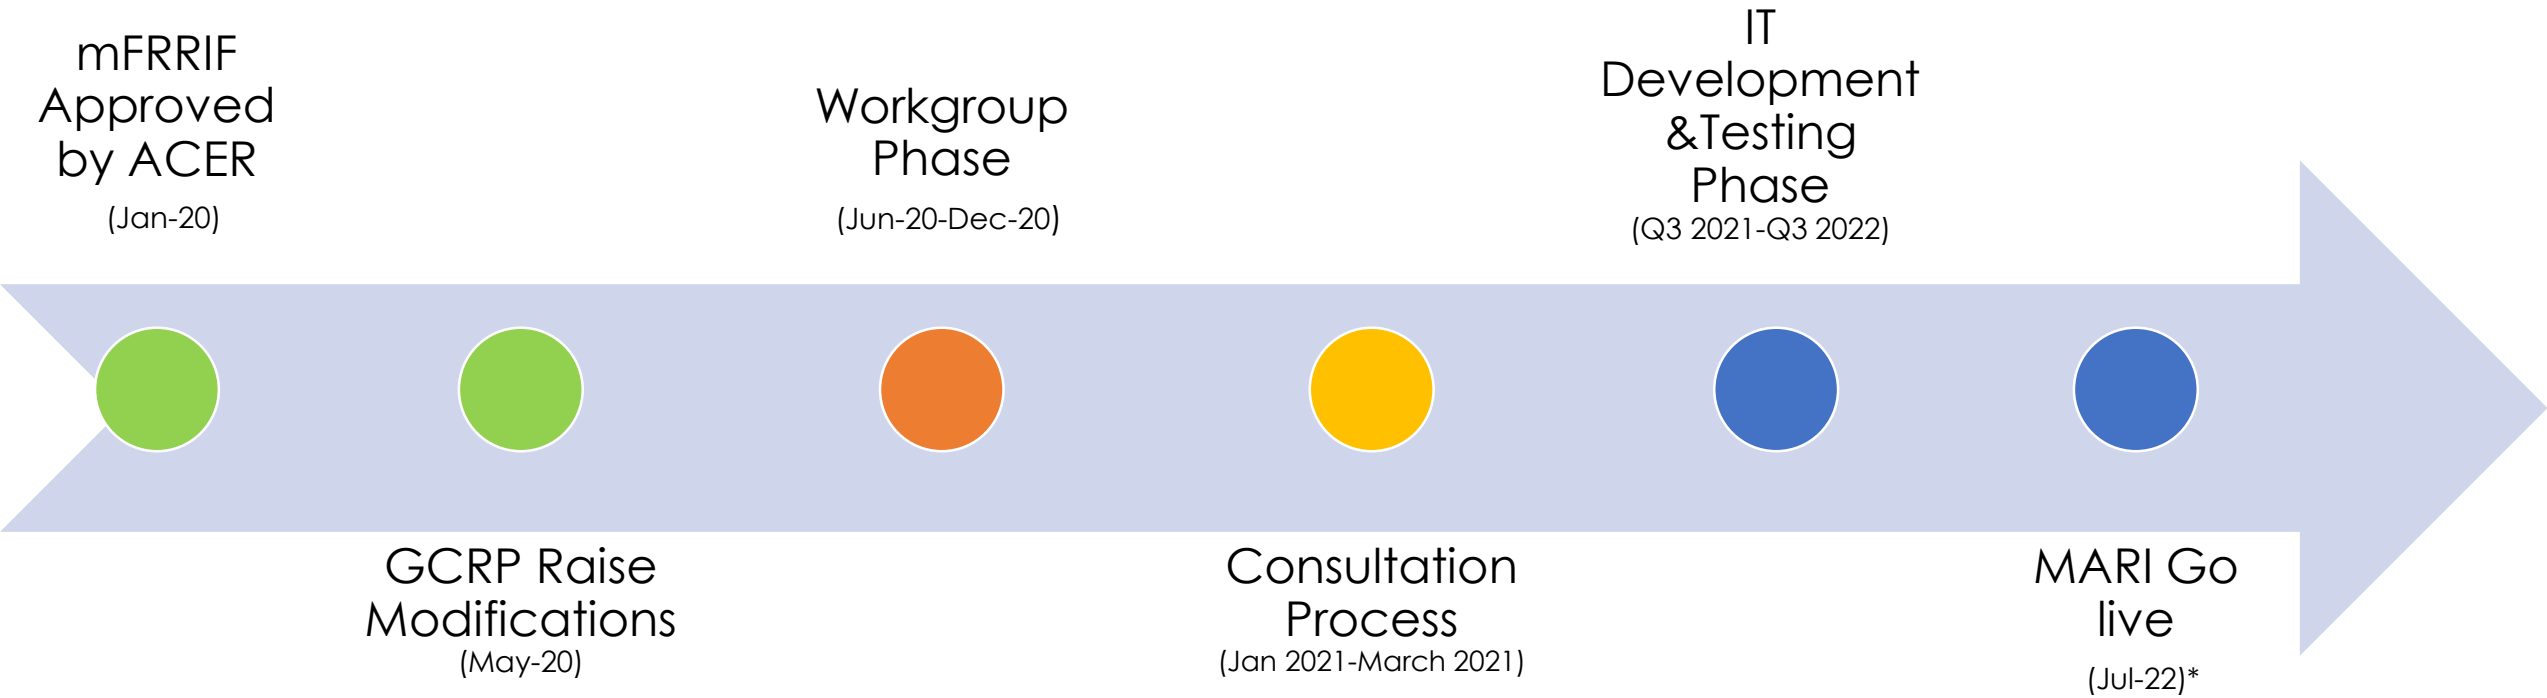 mFRRIF
Approved
by ACER
(Jan-20)
GCRP Raise
Modifications
(May-20)
Workgroup
Phase
(Jun-20-Dec-20)
Consultation
Process
(Jan 2021-March 2021)
IT
Development
&Testing
Phase
(Q3 2021-Q3 2022)
MARI Go
live
(Jul-22)*